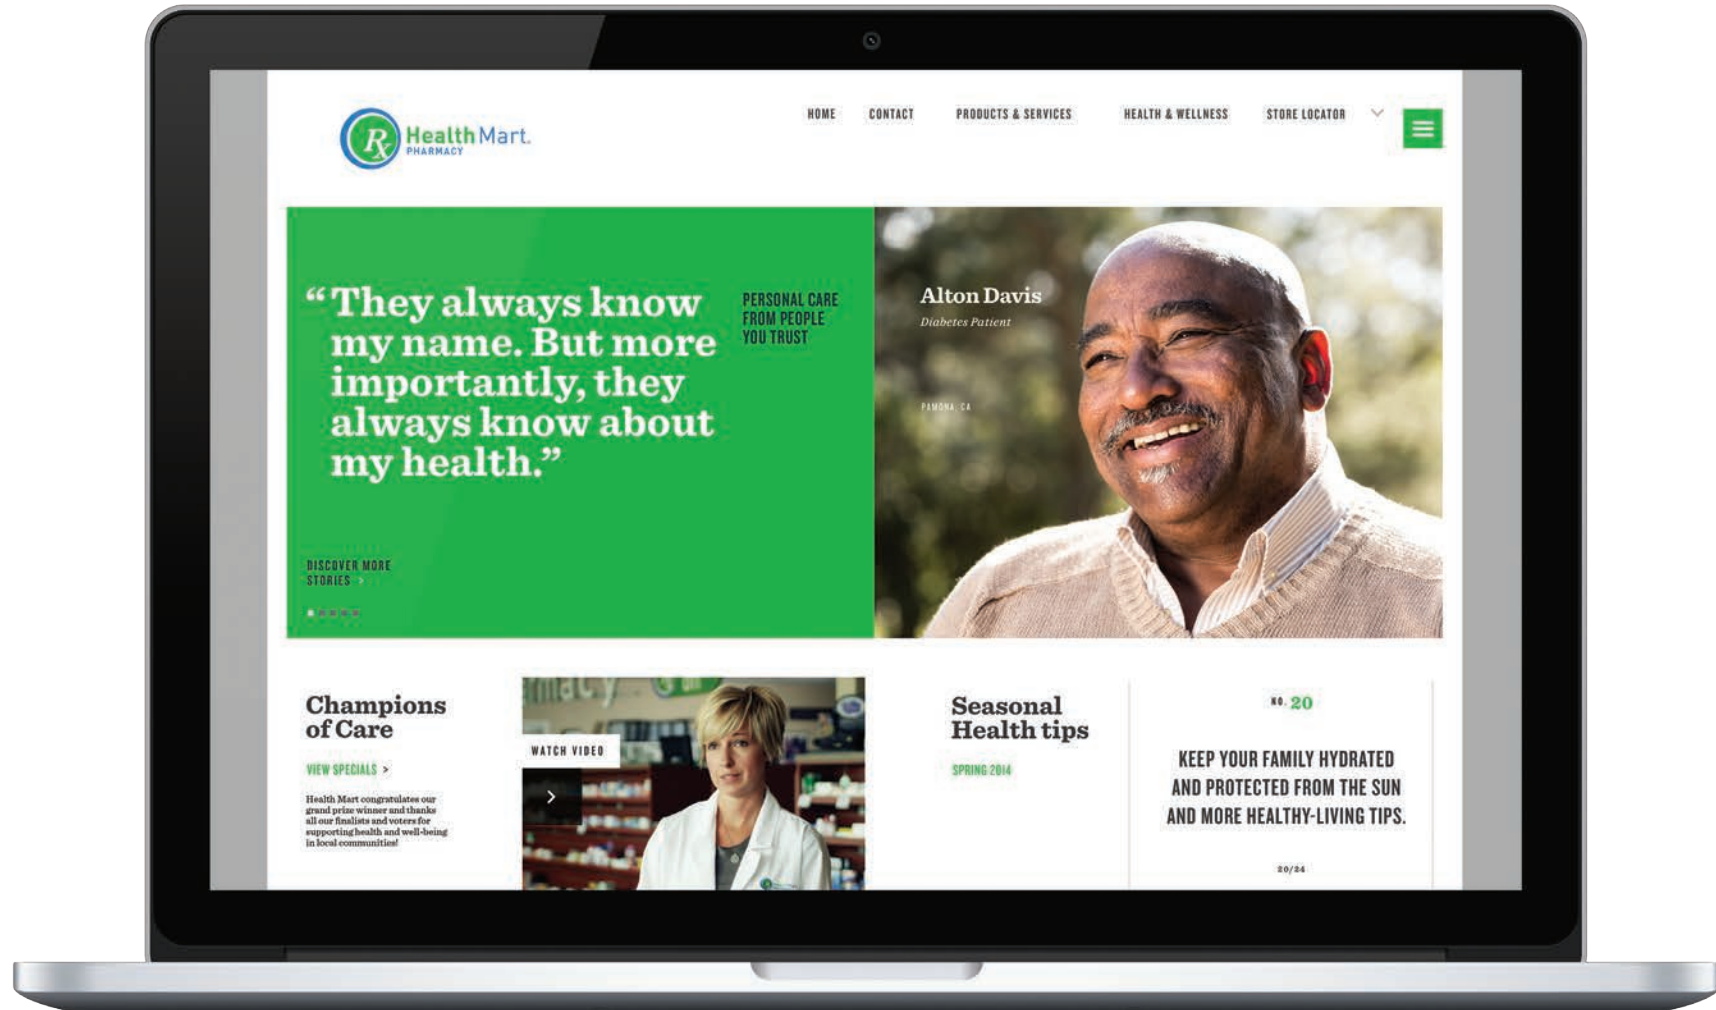 Rx
HealthMart.
PHARMACY
HOME
CONTACT
PRODUCTS & SERVICES
HEALTH & WELLNESS
STORE LOCATOR
“They always know
my name. But more
importantly, they
always know about
my health.”
PERSONAL CARE
FROM PEOPLE
YOU TRUST
DISCOVER MORE
STORIES >
Alton Davis
Diabetes Patient
PAMONA, CA
Champions
of Care
VIEW SPECIALS >
Health Mart congratulates our
grand prize winner and thanks
all our finalists and voters for
supporting health and well-being
in local communities!
WATCH VIDEO
Seasonal
Health tips
SPRING 2014
NO. 20
KEEP YOUR FAMILY HYDRATED
AND PROTECTED FROM THE SUN
AND MORE HEALTHY-LIVING TIPS.
20/24